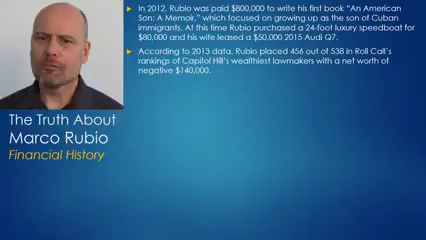 In 2012, Rubio was paid $800,000 to write his first book "An American
Son: A Memoir," which focused on growing up as the son of Cuban
immigrants. At this time Rubio purchased a 24-foot luxury speedboat for
$80,000 and his wife leased a $50,000 2015 Audi Q7.
According to 2013 data, Rubio placed 456 out of 538 in Roll Call's
rankings of Capitol Hill's wealthiest lawmakers with a net worth of
negative $140,000.
The Truth About
Marco Rubio
Financial History